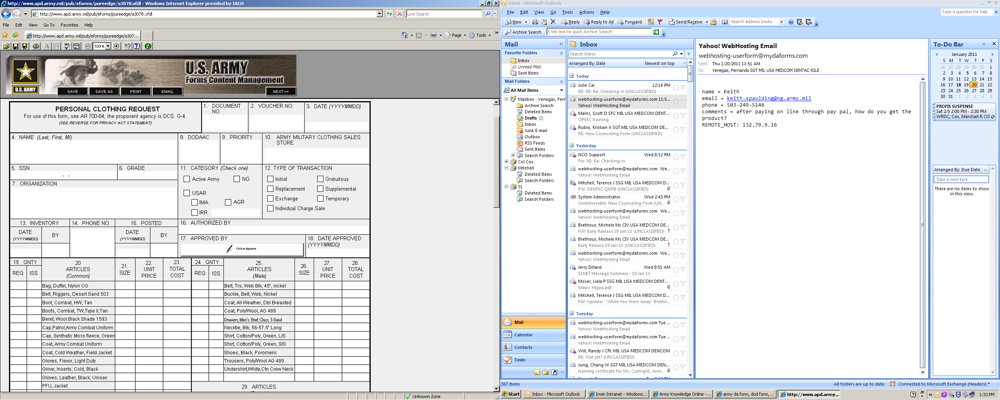 http://www.apd.army.mil/pub/eforms/pureedge/a3078.xfdl - Windows Internet Explorer provided by IACH
http://www.apd.army.mil/pub/eforms/pureedge/a3078.xfdl
Live Search
File Edit View Go To Favorites Help
http://www.apd.army.mil/pub/eforms/pureedge/a307...
Page Tools
100%
U.S. ARMY
U.S. ARMY
Forms Content Management
SAVE SAVE AS PRINT EMAIL NEXT >>
PERSONAL CLOTHING REQUEST
For use of this form, see AR 700-84; the proponent agency is DCS. G-4.
(SEE REVERSE FOR PRIVACY ACT STATEMENT)
1. DOCUMENT NO.
2. VOUCHER NO.
3. DATE (YYYYMMDD)
4. NAME (Last, First, MI)
8. DODAAC
9. PRIORITY
10. ARMY MILITARY CLOTHING SALES STORE
5. SSN
- -
6. GRADE
7. ORGANIZATION
11. CATEGORY (Check one)
Active Army NG
USAR
IMA AGR
IRR
12. TYPE OF TRANSACTION
Initial Gratuitous
Replacement Supplemental
Exchange Temporary
Individual Charge Sale
13. INVENTORY
DATE (YYYYMMDD) BY
14. PHONE NO.
15. POSTED
DATE (YYYYMMDD) BY
16. AUTHORIZED BY
17. APPROVED BY
Click to Approve
18. DATE APPROVED (YYYYMMDD)
19. QNTY
REQ ISS
20 ARTICLES (Common)
21. SIZE
22. UNIT PRICE
23. TOTAL COST
24. QNTY
REQ ISS
25. ARTICLES (Male)
26. SIZE
27. UNIT PRICE
28. TOTAL COST
Bag, Duffel, Nylon OG
Belt, Riggers, Desert Sand 503
Boot, Combat, HW, Tan
Boots, Combat, TW,Type II,Tan
Beret, Wool Black Shade 1593
Cap,Patrol,Army Combat Uniform
Cap, Synthetic Micro fleece, Green
Coat, Army Combat Uniform
Coat, Cold Weather, Field Jacket
Gloves, Flexor, Light Duty
Glove, Inserts, Cold, Black
Gloves, Leather, Black, Unisex
PFU, Jacket
Belt, Trs, Web Blk, 45", nickel
Buckle, Belt, Web, Nickel
Coat, All Weather, Dbl Breasted
Coat, Poly/Wool, AG 489
Drawers,Men's Brief,Class 3-Sand
Necktie, Blk, 56-57.5" Long
Shirt, Cotton/Poly, Green, L/S
Shirt, Cotton/Poly, Green, S/S
Shoes, Black, Poromeric
Trousers, Poly/Wool AG 489
Undershirt,White,Ctn Crew Neck
29. ARTICLES
Unknown Zone
Inbox - Microsoft Outlook
File Edit View Go Tools Actions Help
Type a question for help
New Reply Reply to All Forward Send/Receive Search address books
Archive Search Enter text for quick Archive Search
Mail
Favorite Folders
Inbox
Unread Mail
Sent Items
Mail Folders
All Mail Items
Mailbox - Venegas, Fern
Archive Search
Deleted Items
Drafts [2]
Inbox
Junk E-mail
Outbox
RSS Feeds
Sent Items
Search Folders
Col Cox
Mitchell
Deleted Items
Search Folders
S1
Deleted Items
Search Folders
Mail
Calendar
Contacts
Tasks
Inbox
Search Inbox
Arranged By: Date Newest on top
Today
Julie Cai 12:14 PM
RE: RE: Re: Checking in (UNCLASSIFIED)
webhosting-userform@mydaforms.com 11:5...
Yahoo! WebHosting Email
Mains, Scott D SFC MIL USA MEDCOM DENT...
OPSEC training
Rubio, Kristian A SGT MIL USA MEDCOM DE...
RE: New Counseling Form (UNCLASSIFIED)
Yesterday
NCO Support Wed 8:52 PM
Fw: RE: Re: Checking in
webhosting-userform@mydaforms.com We...
Yahoo! WebHosting Email
Mitchell, Terence J SSG MIL USA MEDCOM D...
FW: DENTAC QMTB (UNCLASSIFIED)
System Administrator Wed 2:43 PM
Undeliverable: New Counseling Form (UN...
webhosting-userform@mydaforms.com We...
Yahoo! WebHosting Email
Brethour, Michele Ms CIV USA MEDCOM DE...
FW: Early Release 19 Jan 11 (UNCLASSIFIED)
Brethour, Michele Ms CIV USA MEDCOM DE...
Early Release 19 Jan 11 (UNCLASSIFIED)
webhosting-userform@mydaforms.com We...
Yahoo! WebHosting Email
Jerry Dillard Wed 9:51 AM
S1NET Message Summary - 19 Jan 11
Moser, Liela P SSG MIL USA MEDCOM DENT...
Mabis Hippa.pdf
Mitchell, Terence J SSG MIL USA MEDCOM D...
FW: Update: "While You Were Away" Briefin...
Tuesday
webhosting-userform@mydaforms.com Tue ...
Yahoo! WebHosting Email
webhosting-userform@mydaforms.com Tue ...
Yahoo! WebHosting Email
Will, Randy J CPL MIL USA MEDCOM DENCOM
RE: Out yet? (UNCLASSIFIED)
Jung, Chang W SGT MIL USA MEDCOM DEN...
training certificate for Ms. Curtright, Jenn...
Yahoo! WebHosting Email
webhosting-userform@mydaforms.com
Sent: Thu 1/20/2011 11:51 AM
To: Venegas, Fernando SGT MIL USA MEDCOM DENTAC RILE
name = Keith
email = keith.spaulding@ng.army.mil
phone = 503-249-5146
comments = after paying on line through pay pal, how do you get the
product?
REMOTE_HOST: 132.79.9.16
To-Do Bar
January 2011
S M T W T F S
26 27 28 29 30 31 1
2 3 4 5 6 7 8
9 10 11 12 13 14 15
16 17 18 19 20 21 22
23 24 25 26 27 28 29
30 31 1 2 3 4 5
PROFIS SUSPENSE
Sat 2/5 2:00 PM - 2:30 PM
WRDC; Cox, Marshall R CO
Arranged By: Due Date
Type a new task
There are no items to show
in this view.
387 Items
All folders are up to date. Connected to Microsoft Exchange (Headers)
Start Inbox - Microsoft Outlook Irwin Intranet - Windows... Army Knowledge Online -... army da form, dod form,... http://www.apd.army... 1:33 PM